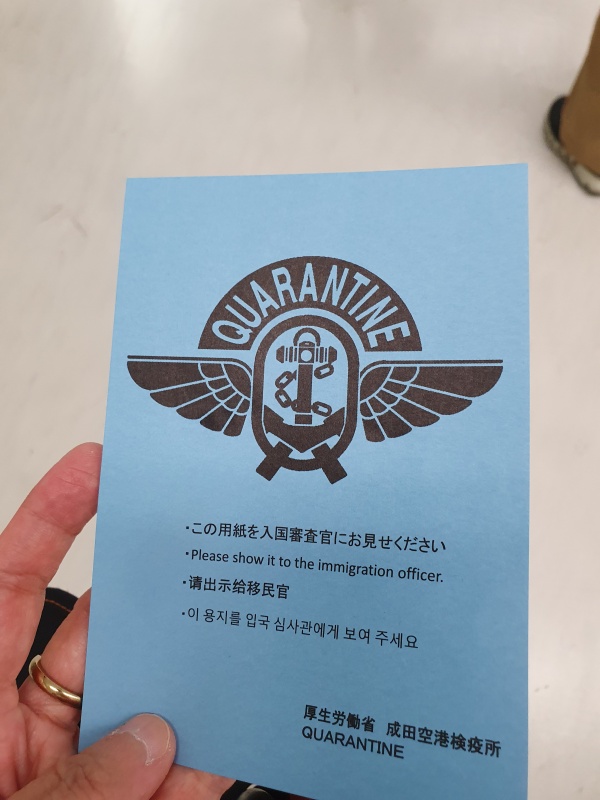 QUARANTINE
・この用紙を入国審査官にお見せください
・Please show it to the immigration officer.
・请出示给移民官
・이 용지를 입국 심사관에게 보여 주세요
厚生労働省 成田空港検疫所
QUARANTINE